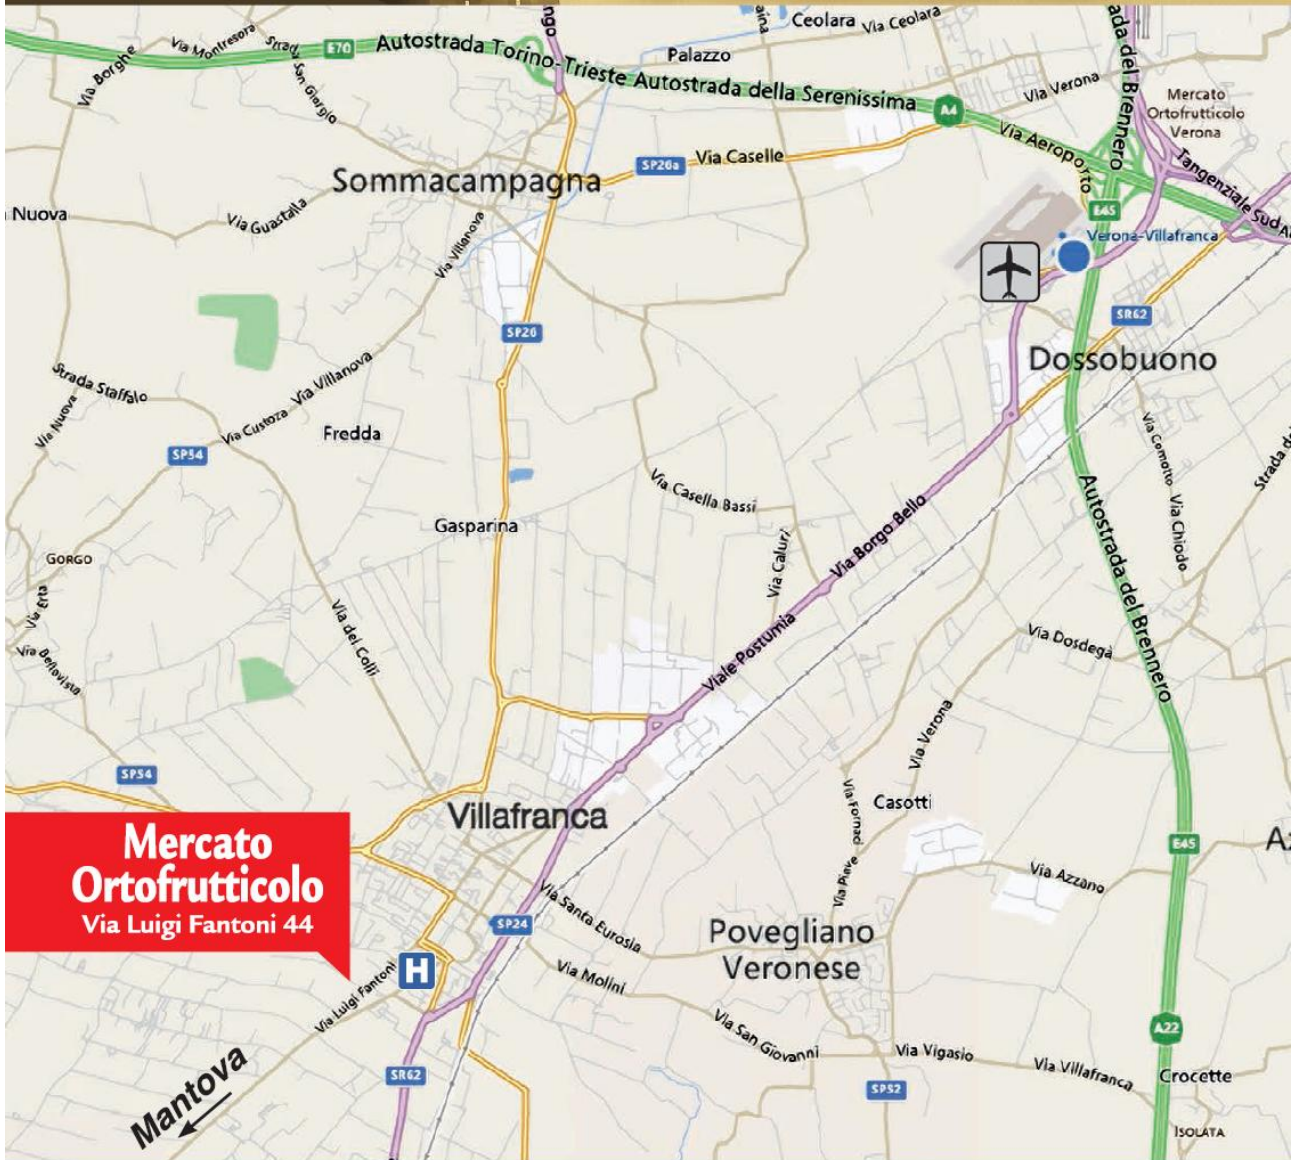 Ceolara
Via Ceolara
Via Montresora
Strada San Giorgio
E70
Autostrada Torino-Trieste Autostrada della Serenissima
Palazzo
Via Borghe
Via Verona
Mercato
Ortofrutticolo
Verona
A4
Via Aeroporto
Tangenziale Sud
Via Caselle
SP26a
Sommacampagna
Nuova
Via Guastalla
Via Villanova
E45
Verona-Villafranca
SR62
SP26
Dossobuono
Strada Staffalo
Via Nuova
Via Custoza
Via Villanova
Fredda
SP54
Via Comotto
Via Chiodo
Via Casella Bassi
Via Borgo Bello
Autostrada del Brennero
Gasparina
Via Caluri
GORGO
Via Erta
Via Bellavista
Via dei Colli
Viale Postumia
Via Dosdegà
Via Verona
SP54
Via Fornaci
Casotti
Villafranca
E45
Mercato
Ortofrutticolo
Via Luigi Fantoni 44
Via Piave
Via Azzano
Via Santa Eurosia
SP24
Povegliano
Veronese
H
Via Molini
Via Luigi Fantoni
Via San Giovanni
A22
Via Vigasio
Via Villafranca
Crocette
Mantova
SR62
SP52
ISOLATA